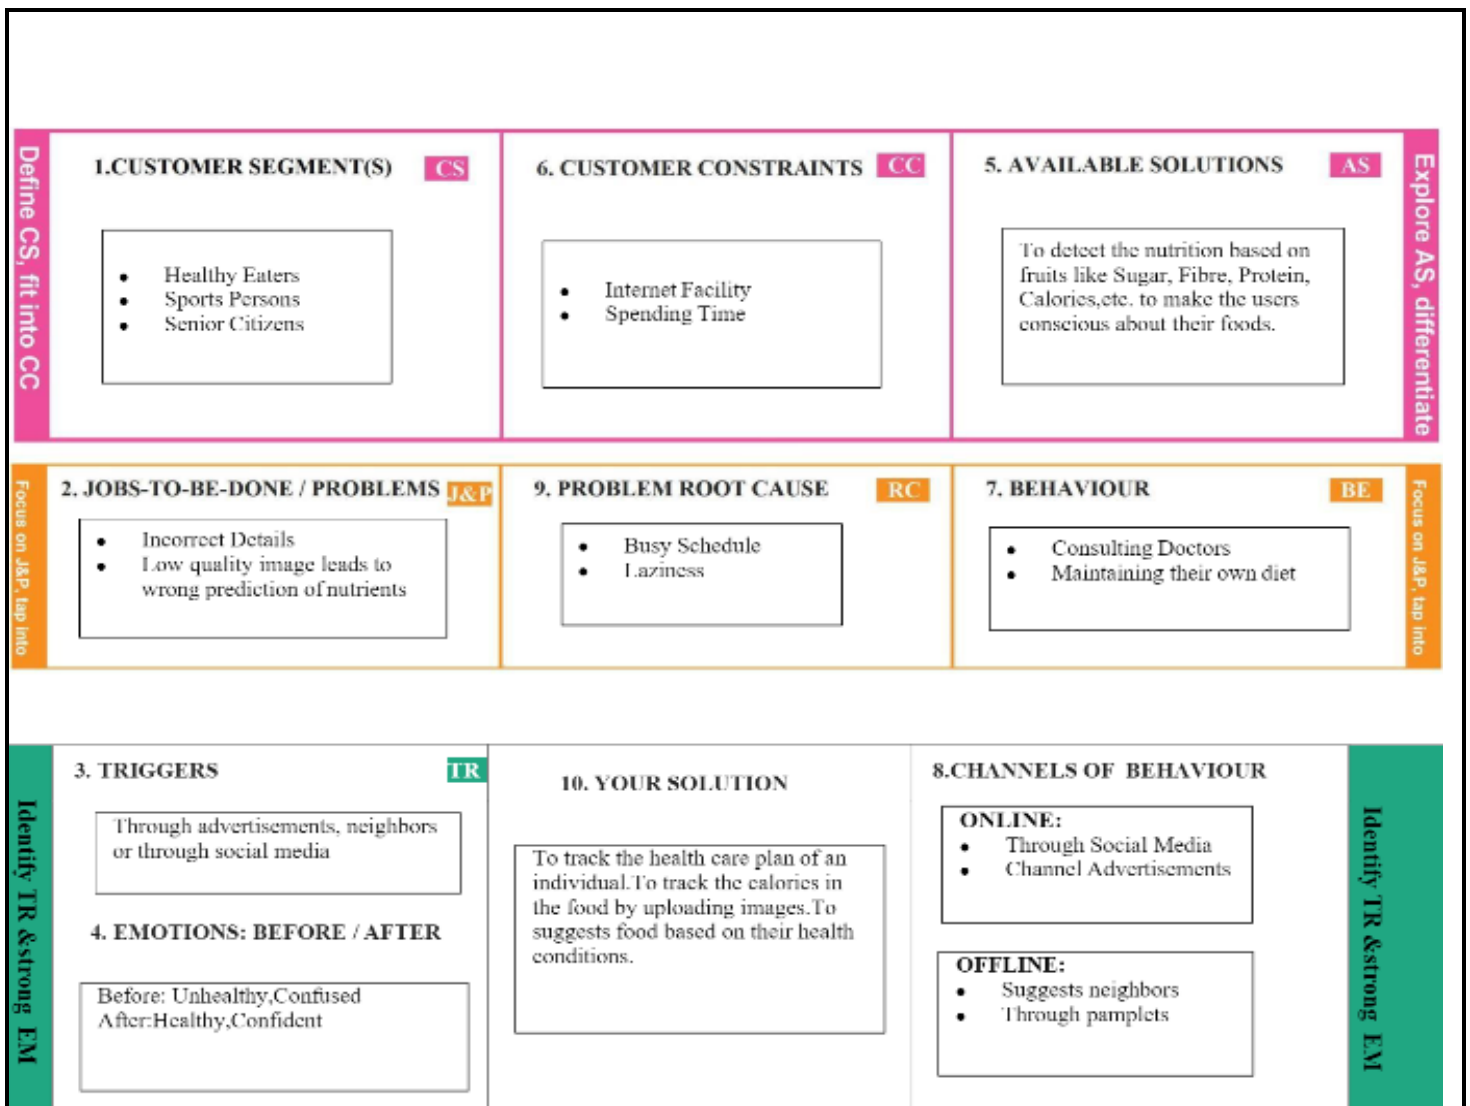 Define CS, fit into CC
1.CUSTOMER SEGMENT(S)
CS
Healthy Eaters
Sports Persons
Senior Citizens
6. CUSTOMER CONSTRAINTS
CC
Internet Facility
Spending Time
5. AVAILABLE SOLUTIONS
AS
To detect the nutrition based on
fruits like Sugar, Fibre, Protein,
Calories,etc. to make the users
conscious about their foods.
Explore AS, differentiate
Focus on J&P, tap into
2. JOBS-TO-BE-DONE / PROBLEMS
J&P
Incorrect Details
Low quality image leads to
wrong prediction of nutrients
9. PROBLEM ROOT CAUSE
RC
Busy Schedule
Laziness
7. BEHAVIOUR
BE
Consulting Doctors
Maintaining their own diet
Focus on J&P, tap into
Identify TR &strong EM
3. TRIGGERS
TR
Through advertisements, neighbors
or through social media
4. EMOTIONS: BEFORE / AFTER
Before: Unhealthy,Confused
After:Healthy,Confident
10. YOUR SOLUTION
To track the health care plan of an
individual.To track the calories in
the food by uploading images.To
suggests food based on their health
conditions.
8.CHANNELS OF BEHAVIOUR
ONLINE:
Through Social Media
Channel Advertisements
OFFLINE:
Suggests neighbors
Through pamplets
Identify TR &strong EM